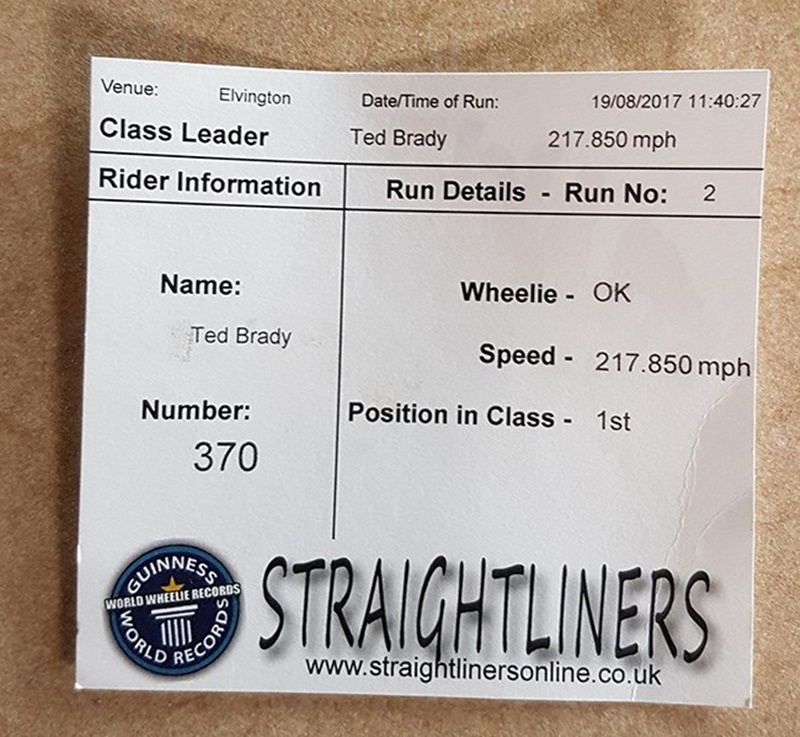 Venue: Elvington Date/Time of Run: 19/08/2017 11:40:27
Class Leader Ted Brady 217.850 mph
Rider Information Run Details - Run No: 2
Name:
Ted Brady
Number:
370
Wheelie - OK
Speed - 217.850 mph
Position in Class - 1st
GUINNESS
WORLD WHEELIE RECORDS
WORLD RECORDS
STRAIGHTLINERS
www.straightlinersonline.co.uk